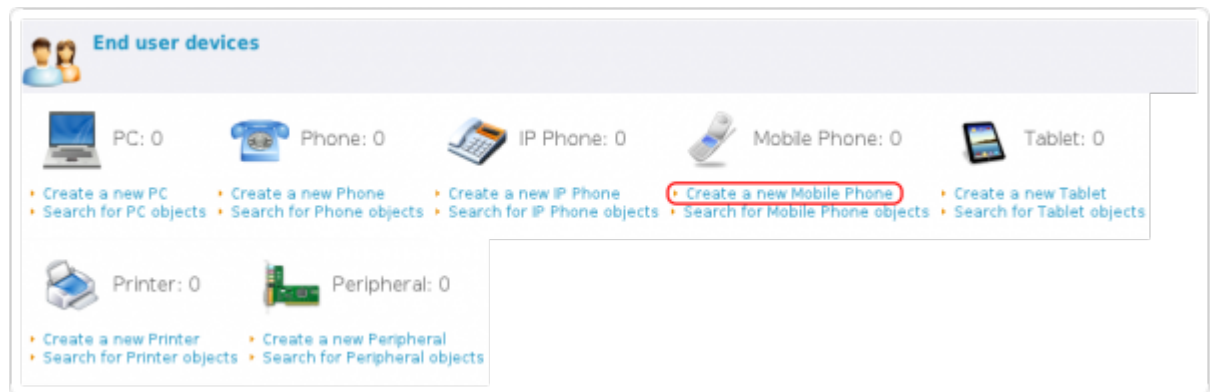 End user devices
PC: 0 Phone: 0 IP Phone: 0 Mobile Phone: 0 Tablet: 0
Create a new PC Create a new Phone Create a new IP Phone Create a new Mobile Phone Create a new Tablet
Search for PC objects Search for Phone objects Search for IP Phone objects Search for Mobile Phone objects Search for Tablet objects
Printer: 0 Peripheral: 0
Create a new Printer Create a new Peripheral
Search for Printer objects Search for Peripheral objects